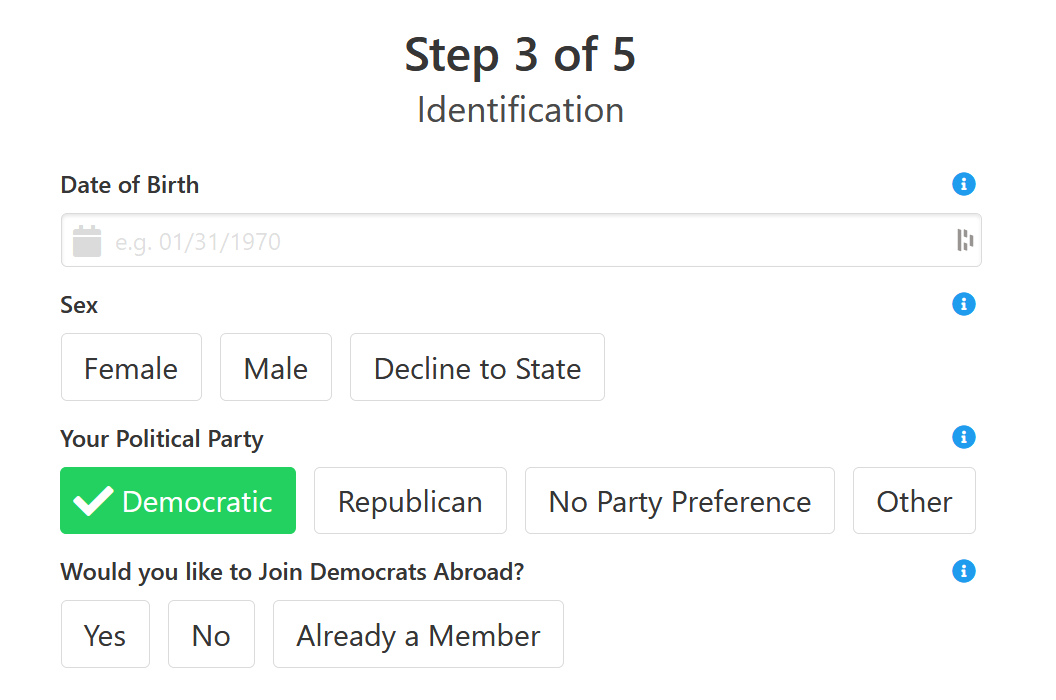 Step 3 of 5
Identification
Date of Birth
e.g. 01/31/1970
Sex
Female Male Decline to State
Your Political Party
Democratic Republican No Party Preference Other
Would you like to Join Democrats Abroad?
Yes No Already a Member